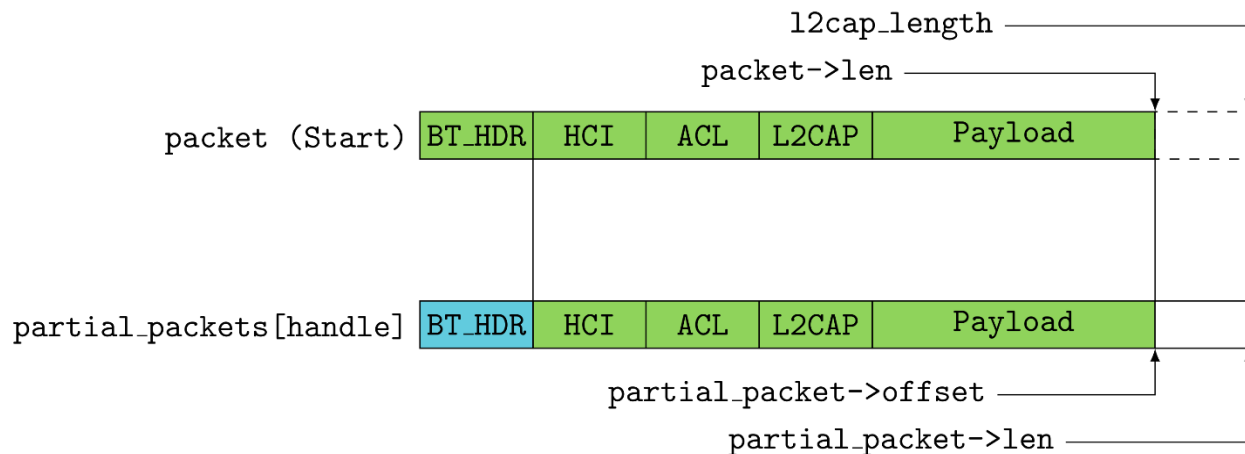 l2cap_length
packet->len
packet (Start) BT_HDR HCI ACL L2CAP Payload
partial_packets[handle] BT_HDR HCI ACL L2CAP Payload
partial_packet->offset
partial_packet->len